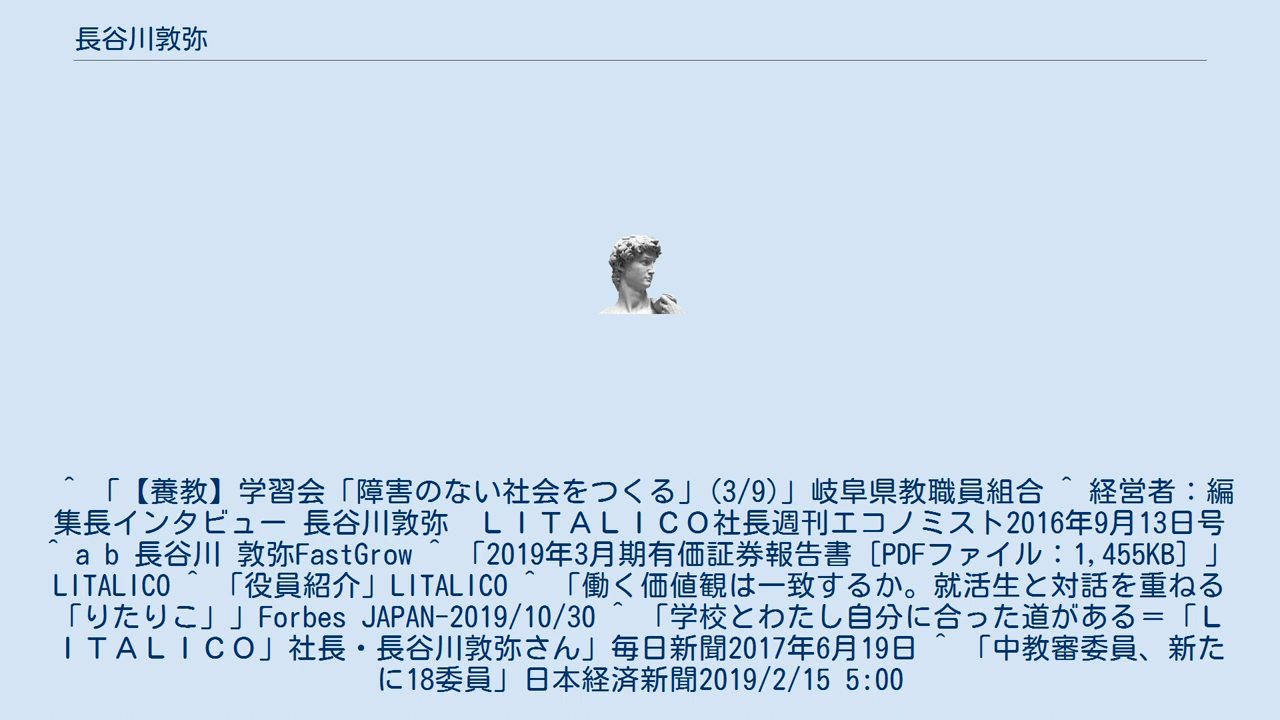 長谷川敦弥
^ 「【養教】学習会「障害のない社会をつくる」(3/9)」岐阜県教職員組合 ^ 経営者：編
集長インタビュー 長谷川敦弥　ＬＩＴＡＬＩＣＯ社長週刊エコノミスト2016年9月13日号
^ a b 長谷川 敦弥FastGrow ^ 「2019年3月期有価証券報告書［PDFファイル：1,455KB］」
LITALICO ^ 「役員紹介」LITALICO ^ 「働く価値観は一致するか。就活生と対話を重ねる
「りたりこ」」Forbes JAPAN-2019/10/30 ^ 「学校とわたし自分に合った道がある＝「Ｌ
ＩＴＡＬＩＣＯ」社長・長谷川敦弥さん」毎日新聞2017年6月19日 ^ 「中教審委員、新た
に18委員」日本経済新聞2019/2/15 5:00